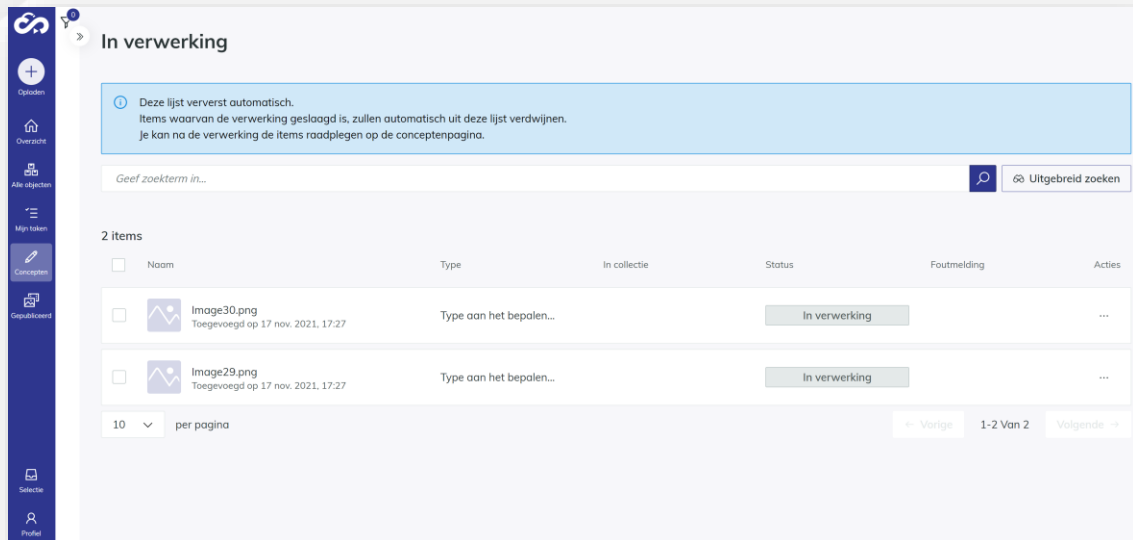 0
In verwerking
Opladen
Overzicht
Alle objecten
Mijn taken
Concepten
Gepubliceerd
Selectie
Profiel
Deze lijst ververst automatisch.
Items waarvan de verwerking geslaagd is, zullen automatisch uit deze lijst verdwijnen.
Je kan na de verwerking de items raadplegen op de conceptenpagina.
Geef zoekterm in...
Uitgebreid zoeken
2 items
Naam Type In collectie Status Foutmelding Acties
Image30.png
Toegevoegd op 17 nov. 2021, 17:27
Type aan het bepalen...
In verwerking
...
Image29.png
Toegevoegd op 17 nov. 2021, 17:27
Type aan het bepalen...
In verwerking
...
10 per pagina
← Vorige 1-2 Van 2 Volgende →